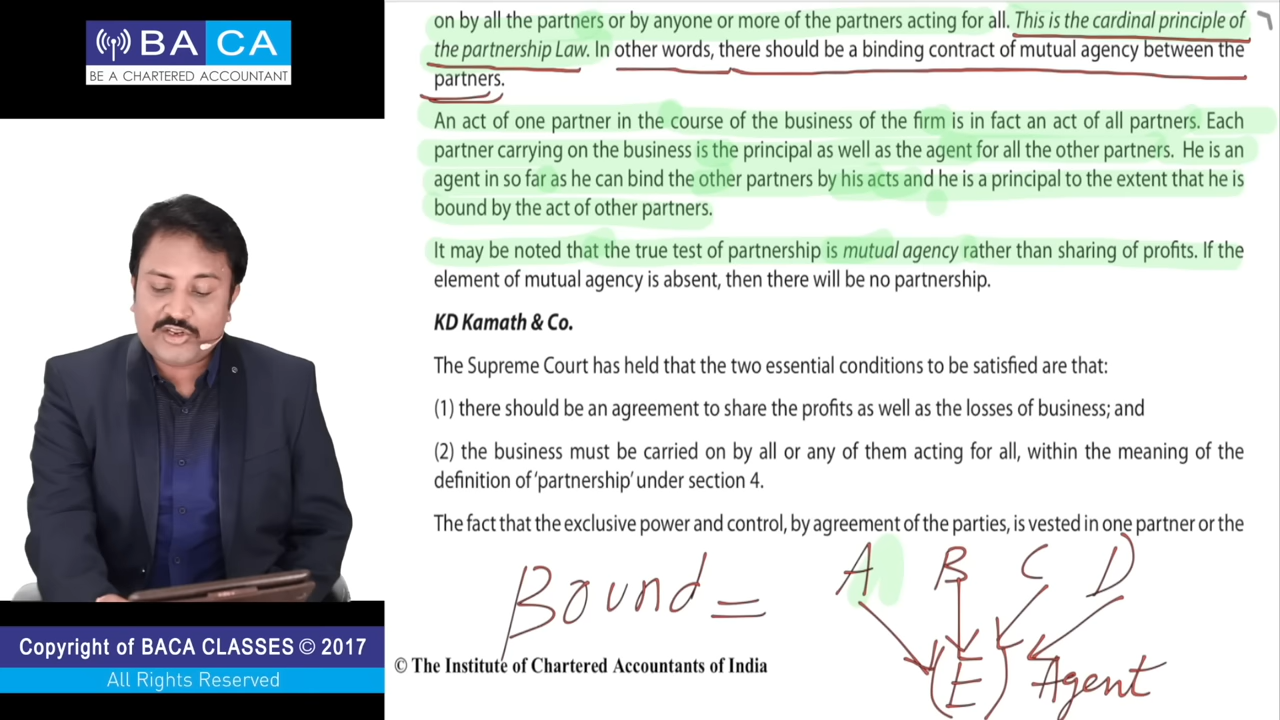 BA CA
BE A CHARTERED ACCOUNTANT
on by all the partners or by anyone or more of the partners acting for all. This is the cardinal principle of
the partnership Law. In other words, there should be a binding contract of mutual agency between the
partners.
An act of one partner in the course of the business of the firm is in fact an act of all partners. Each
partner carrying on the business is the principal as well as the agent for all the other partners. He is an
agent in so far as he can bind the other partners by his acts and he is a principal to the extent that he is
bound by the act of other partners.
It may be noted that the true test of partnership is mutual agency rather than sharing of profits. If the
element of mutual agency is absent, then there will be no partnership.
KD Kamath & Co.
The Supreme Court has held that the two essential conditions to be satisfied are that:
(1) there should be an agreement to share the profits as well as the losses of business; and
(2) the business must be carried on by all or any of them acting for all, within the meaning of the
definition of 'partnership' under section 4.
The fact that the exclusive power and control, by agreement of the parties, is vested in one partner or the
Bound = A B C D
(E) Agent
© The Institute of Chartered Accountants of India
Copyright of BACA CLASSES © 2017
All Rights Reserved